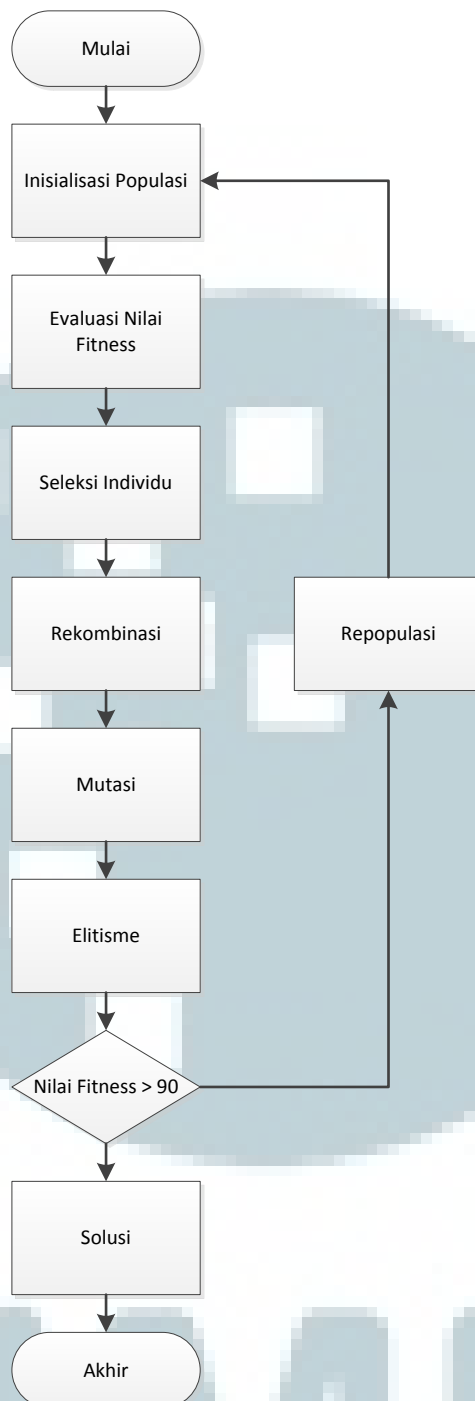 Mulai
Inisialisasi Populasi
Evaluasi Nilai
Fitness
Seleksi Individu
Rekombinasi
Repopulasi
Mutasi
Elitisme
Nilai Fitness > 90
Solusi
Akhir